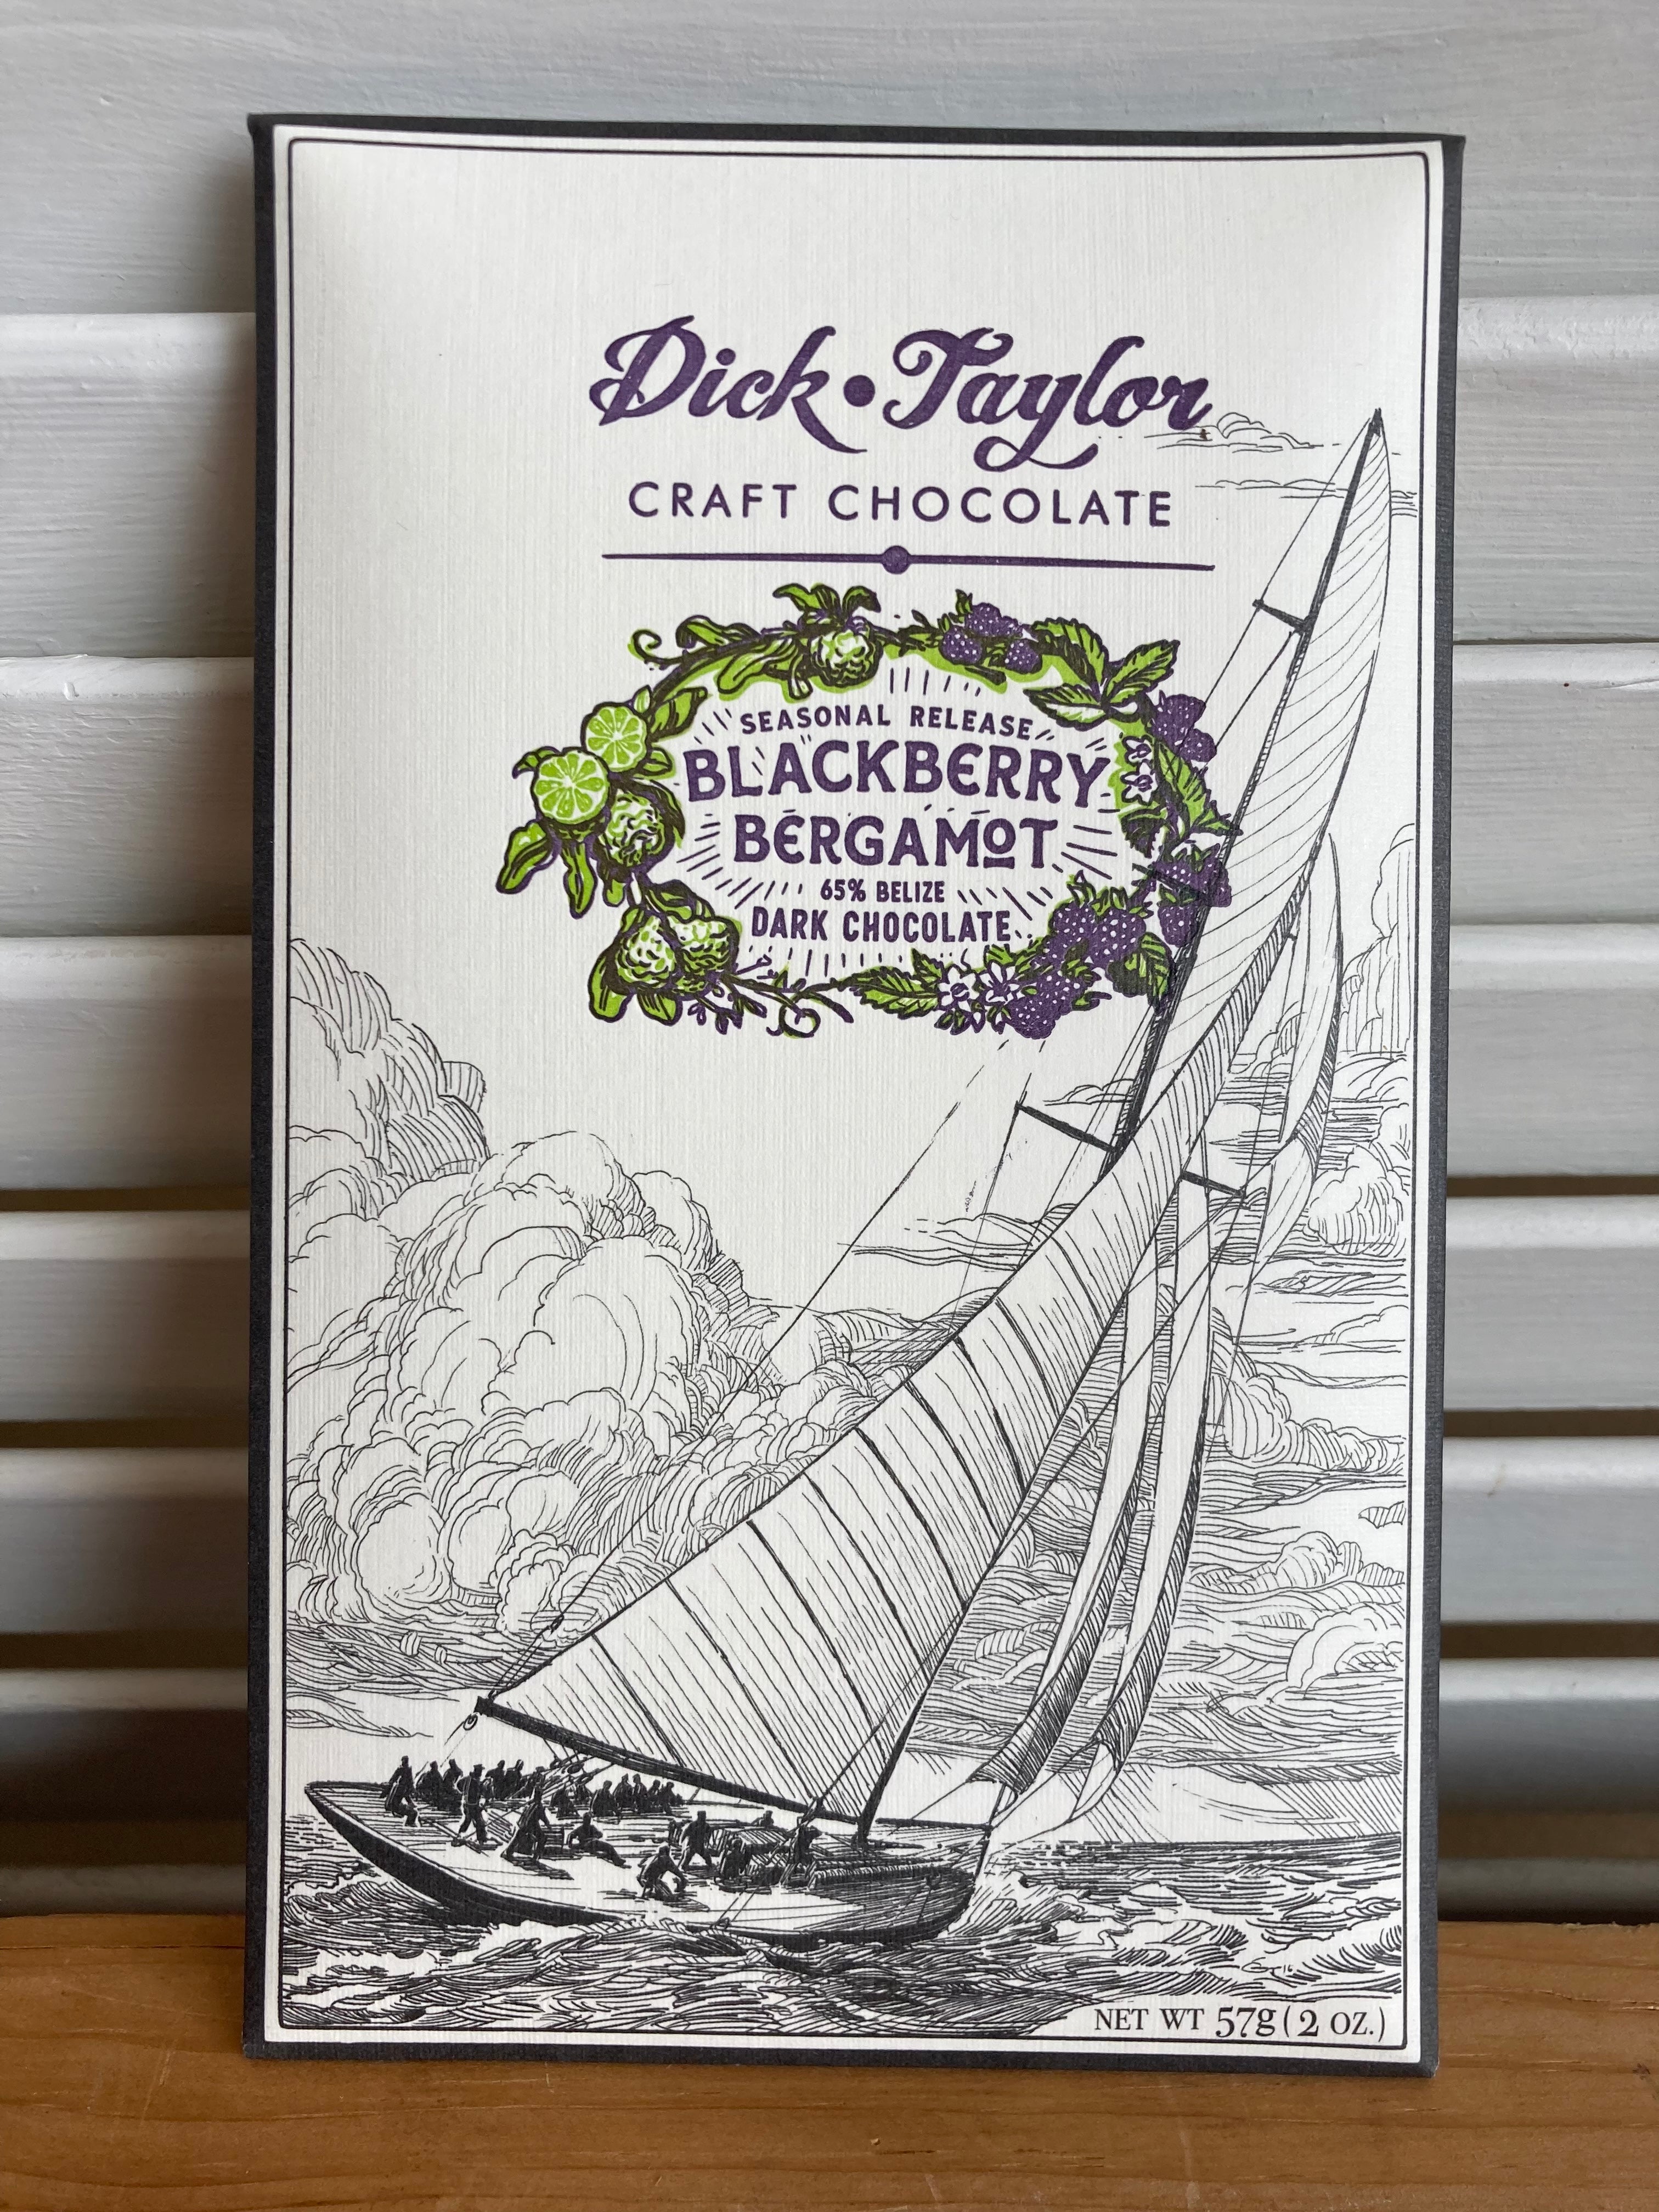 Dick • Taylor
CRAFT CHOCOLATE
SEASONAL RELEASE
BLACKBERRY
BERGAMOT
65% BELIZE
DARK CHOCOLATE
NET WT 57g (2 OZ.)